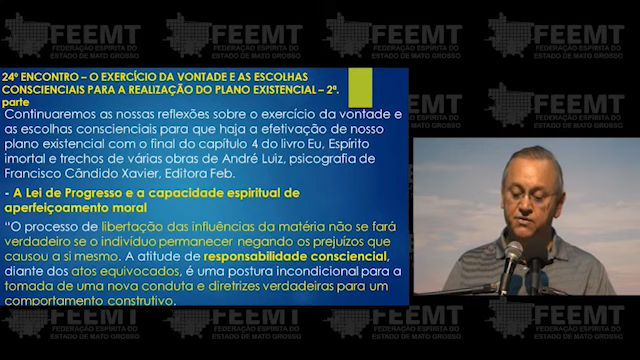 FEEMT
FEDERAÇÃO ESPÍRITA DO ESTADO
DE MATO GROSSO
24º ENCONTRO – O EXERCÍCIO DA VONTADE E AS ESCOLHAS
CONSCIENCIAIS PARA A REALIZAÇÃO DO PLANO EXISTENCIAL – 2ª.
parte
Continuaremos as nossas reflexões sobre o exercício da vontade e
as escolhas conscienciais para que haja a efetivação de nosso
plano existencial com o final do capítulo 4 do livro Eu, Espírito
imortal e trechos de várias obras de André Luiz, psicografia de
Francisco Cândido Xavier, Editora Feb.
- A Lei de Progresso e a capacidade espiritual de
aperfeiçoamento moral
“O processo de libertação das influências da matéria não se fará
verdadeiro se o indivíduo permanecer negando os prejuízos que
causou a si mesmo. A atitude de responsabilidade consciencial,
diante dos atos equivocados, é uma postura incondicional para a
tomada de uma nova conduta e diretrizes verdadeiras para um
comportamento construtivo.